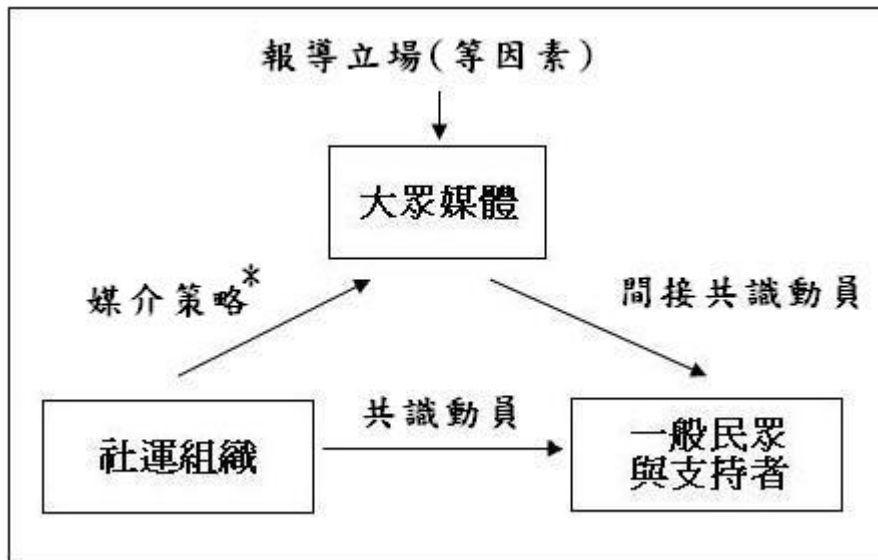 報導立場(等因素)
大眾媒體
媒介策略*
間接共識動員
共識動員
社運組織
一般民眾
與支持者